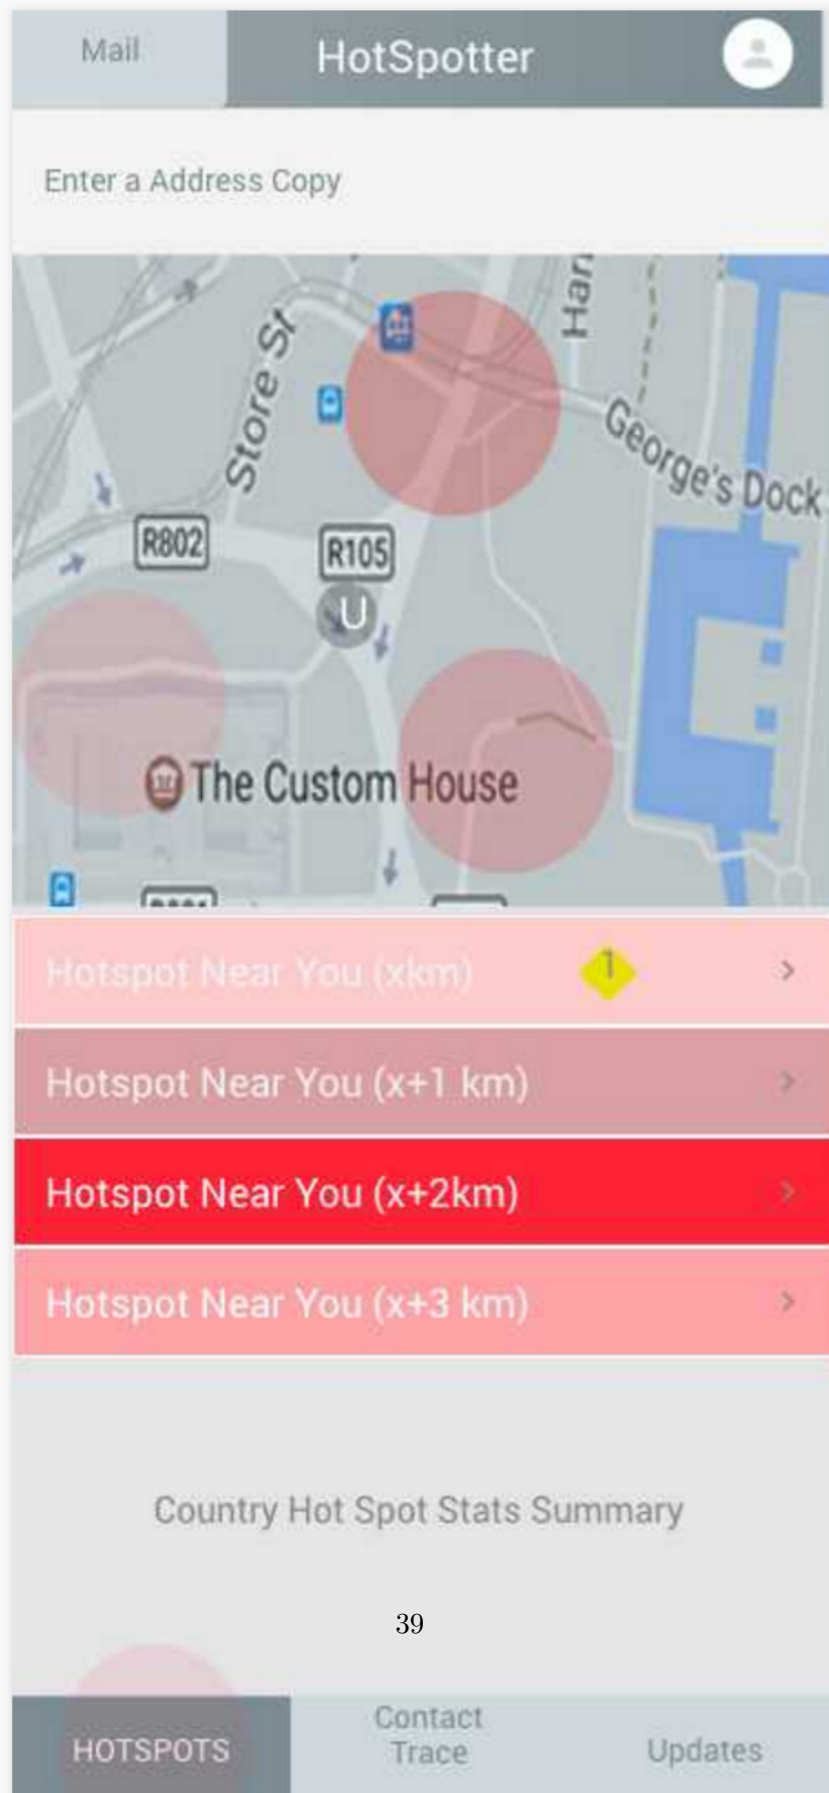 Mail
HotSpotter
Enter a Address Copy
Store St
Han
George's Dock
R802
R105
U
The Custom House
Hotspot Near You (xkm)
1
>
Hotspot Near You (x+1 km)
>
Hotspot Near You (x+2km)
>
Hotspot Near You (x+3 km)
>
Country Hot Spot Stats Summary
39
HOTSPOTS
Contact
Trace
Updates